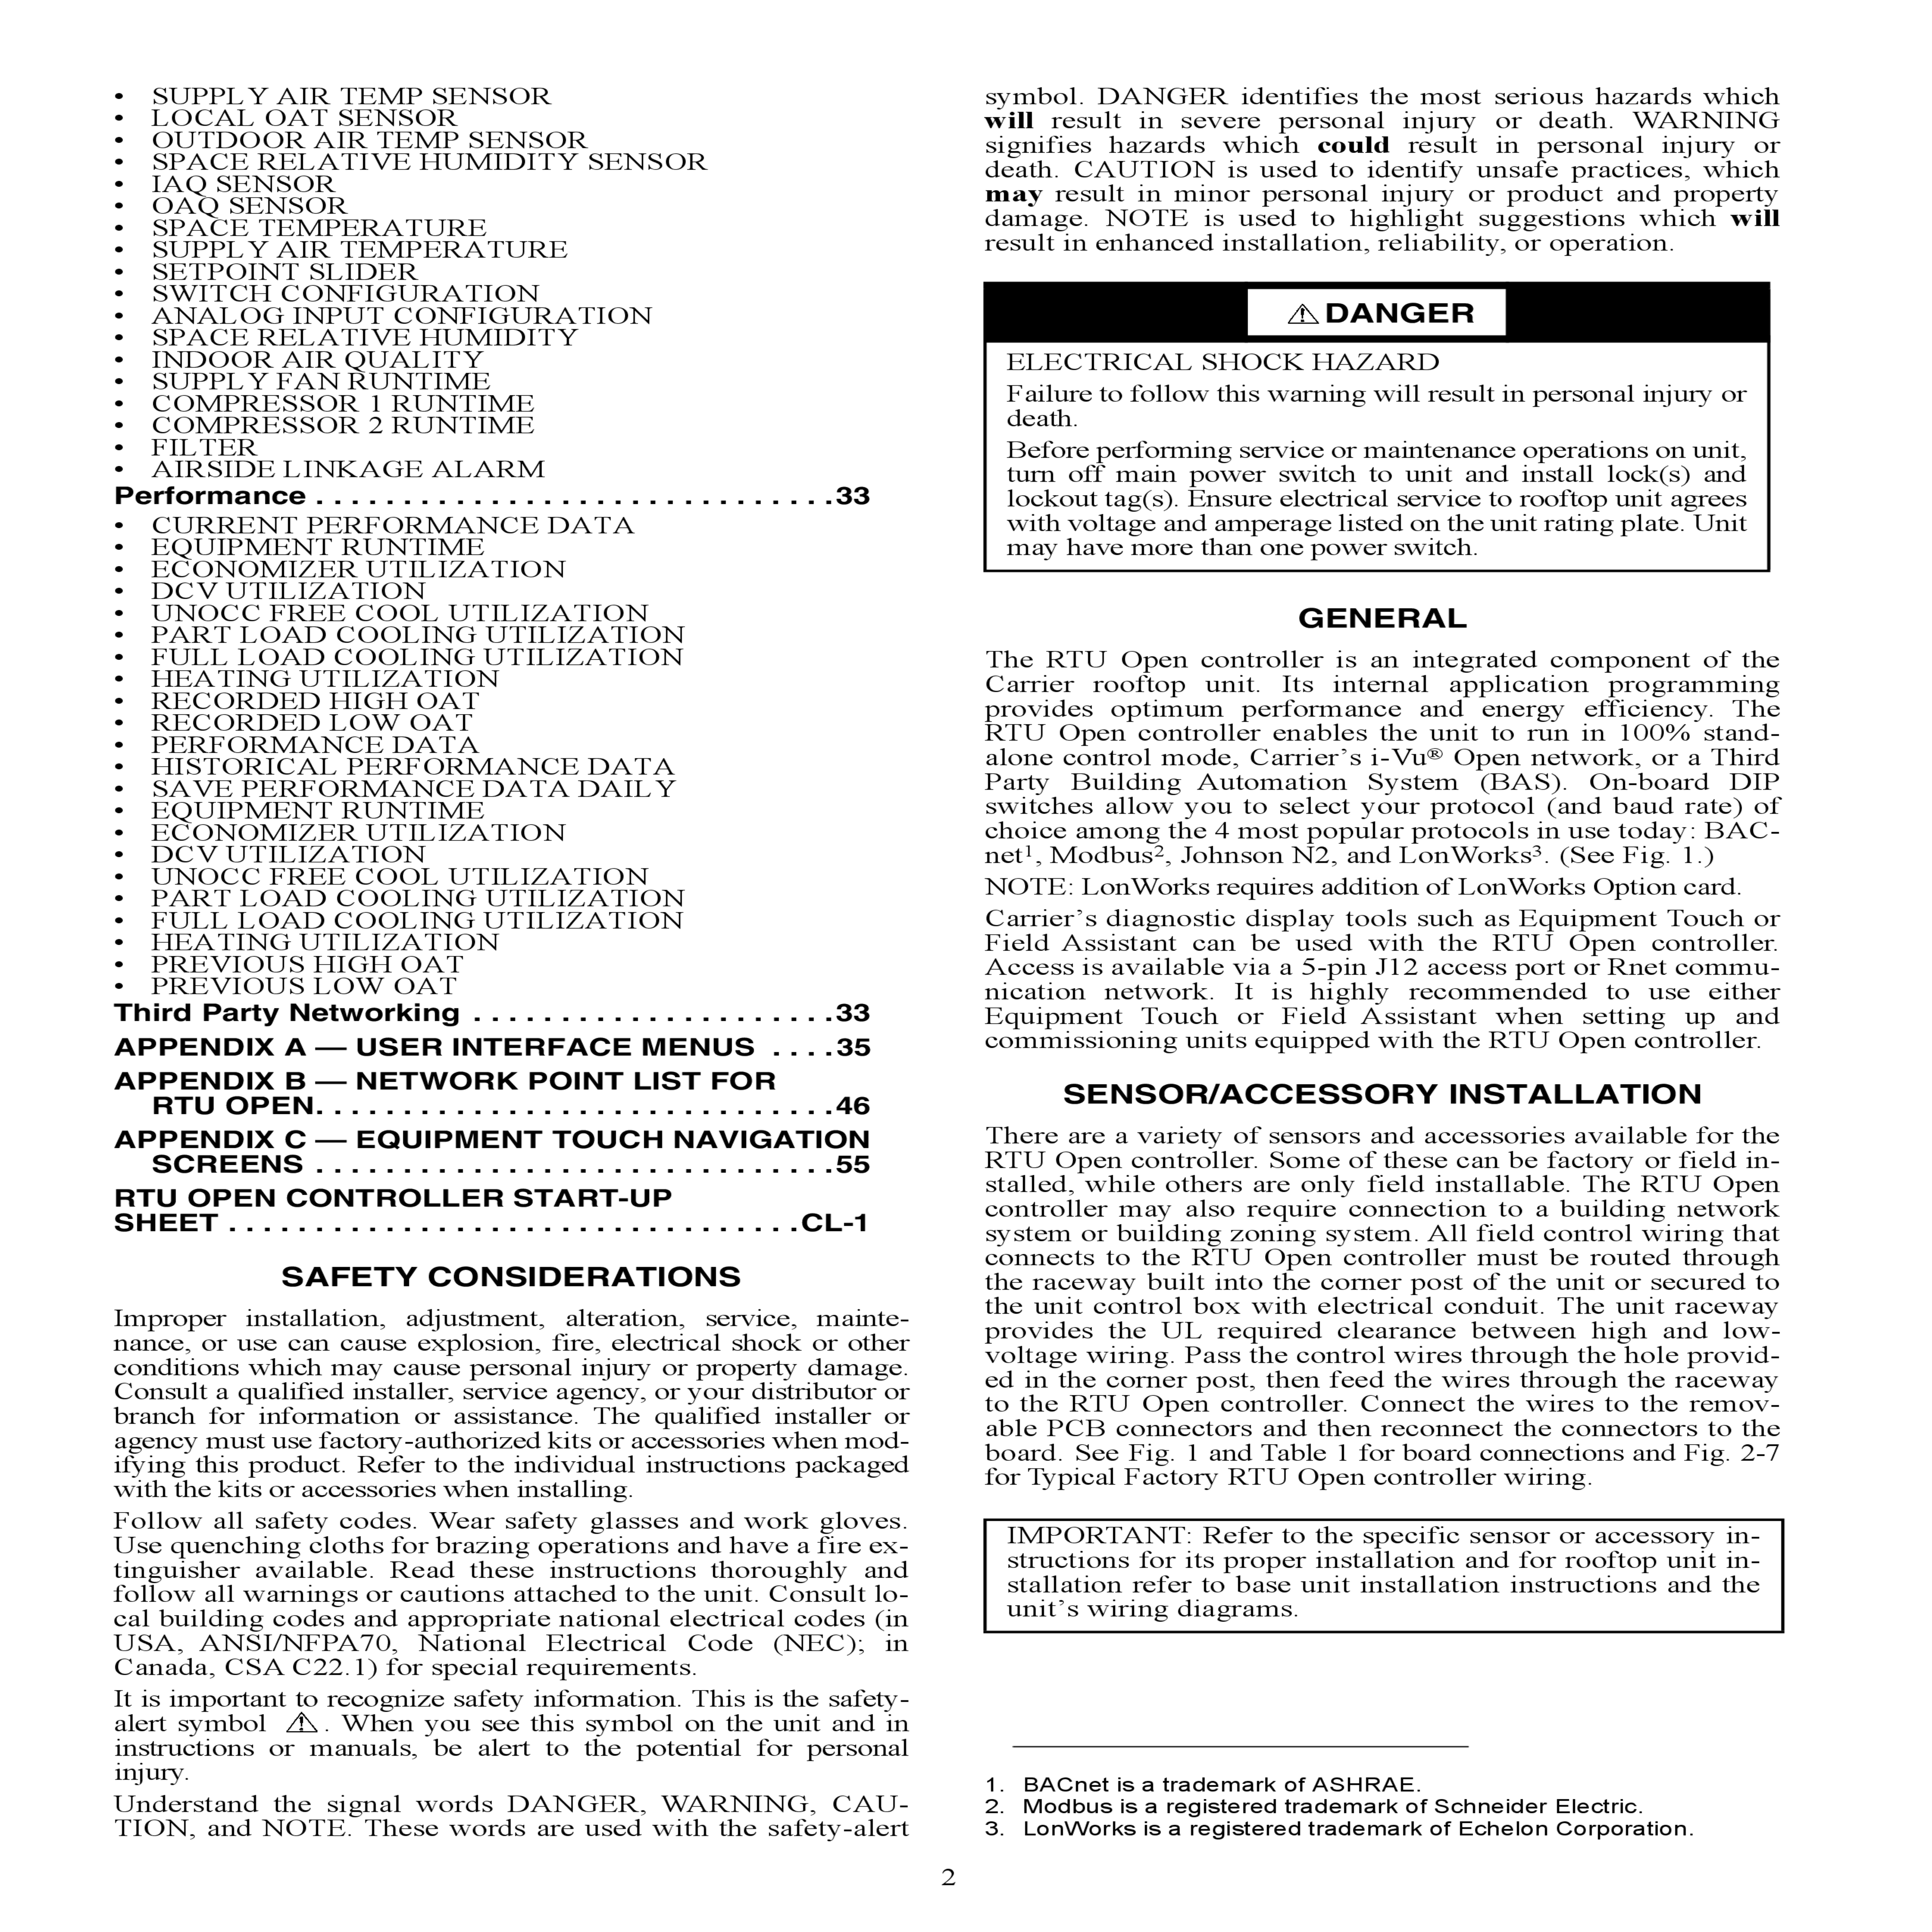 • SUPPLY AIR TEMP SENSOR
• LOCAL OAT SENSOR
• OUTDOOR AIR TEMP SENSOR
• SPACE RELATIVE HUMIDITY SENSOR
• IAQ SENSOR
• OAQ SENSOR
• SPACE TEMPERATURE
• SUPPLY AIR TEMPERATURE
• SETPOINT SLIDER
• SWITCH CONFIGURATION
• ANALOG INPUT CONFIGURATION
• SPACE RELATIVE HUMIDITY
• INDOOR AIR QUALITY
• SUPPLY FAN RUNTIME
• COMPRESSOR 1 RUNTIME
• COMPRESSOR 2 RUNTIME
• FILTER
• AIRSIDE LINKAGE ALARM
Performance . . . . . . . . . . . . . . . . . . . . . . . . . . . . . . 33
• CURRENT PERFORMANCE DATA
• EQUIPMENT RUNTIME
• ECONOMIZER UTILIZATION
• DCV UTILIZATION
• UNOCC FREE COOL UTILIZATION
• PART LOAD COOLING UTILIZATION
• FULL LOAD COOLING UTILIZATION
• HEATING UTILIZATION
• RECORDED HIGH OAT
• RECORDED LOW OAT
• PERFORMANCE DATA
• HISTORICAL PERFORMANCE DATA
• SAVE PERFORMANCE DATA DAILY
• EQUIPMENT RUNTIME
• ECONOMIZER UTILIZATION
• DCV UTILIZATION
• UNOCC FREE COOL UTILIZATION
• PART LOAD COOLING UTILIZATION
• FULL LOAD COOLING UTILIZATION
• HEATING UTILIZATION
• PREVIOUS HIGH OAT
• PREVIOUS LOW OAT
Third Party Networking . . . . . . . . . . . . . . . . . . . . . 33
APPENDIX A — USER INTERFACE MENUS . . . . 35
APPENDIX B — NETWORK POINT LIST FOR
RTU OPEN. . . . . . . . . . . . . . . . . . . . . . . . . . . . . . 46
APPENDIX C — EQUIPMENT TOUCH NAVIGATION
SCREENS . . . . . . . . . . . . . . . . . . . . . . . . . . . . . . 55
RTU OPEN CONTROLLER START-UP
SHEET . . . . . . . . . . . . . . . . . . . . . . . . . . . . . . . . . CL-1
SAFETY CONSIDERATIONS
Improper installation, adjustment, alteration, service, mainte-
nance, or use can cause explosion, fire, electrical shock or other
conditions which may cause personal injury or property damage.
Consult a qualified installer, service agency, or your distributor or
branch for information or assistance. The qualified installer or
agency must use factory-authorized kits or accessories when mod-
ifying this product. Refer to the individual instructions packaged
with the kits or accessories when installing.
Follow all safety codes. Wear safety glasses and work gloves.
Use quenching cloths for brazing operations and have a fire ex-
tinguisher available. Read these instructions thoroughly and
follow all warnings or cautions attached to the unit. Consult lo-
cal building codes and appropriate national electrical codes (in
USA, ANSI/NFPA70, National Electrical Code (NEC); in
Canada, CSA C22.1) for special requirements.
It is important to recognize safety information. This is the safety-
alert symbol ⚠. When you see this symbol on the unit and in
instructions or manuals, be alert to the potential for personal
injury.
Understand the signal words DANGER, WARNING, CAU-
TION, and NOTE. These words are used with the safety-alert
symbol. DANGER identifies the most serious hazards which
will result in severe personal injury or death. WARNING
signifies hazards which could result in personal injury or
death. CAUTION is used to identify unsafe practices, which
may result in minor personal injury or product and property
damage. NOTE is used to highlight suggestions which will
result in enhanced installation, reliability, or operation.
⚠ DANGER
ELECTRICAL SHOCK HAZARD
Failure to follow this warning will result in personal injury or
death.
Before performing service or maintenance operations on unit,
turn off main power switch to unit and install lock(s) and
lockout tag(s). Ensure electrical service to rooftop unit agrees
with voltage and amperage listed on the unit rating plate. Unit
may have more than one power switch.
GENERAL
The RTU Open controller is an integrated component of the
Carrier rooftop unit. Its internal application programming
provides optimum performance and energy efficiency. The
RTU Open controller enables the unit to run in 100% stand-
alone control mode, Carrier’s i-Vu® Open network, or a Third
Party Building Automation System (BAS). On-board DIP
switches allow you to select your protocol (and baud rate) of
choice among the 4 most popular protocols in use today: BAC-
net¹, Modbus², Johnson N2, and LonWorks³. (See Fig. 1.)
NOTE: LonWorks requires addition of LonWorks Option card.
Carrier’s diagnostic display tools such as Equipment Touch or
Field Assistant can be used with the RTU Open controller.
Access is available via a 5-pin J12 access port or Rnet commu-
nication network. It is highly recommended to use either
Equipment Touch or Field Assistant when setting up and
commissioning units equipped with the RTU Open controller.
SENSOR/ACCESSORY INSTALLATION
There are a variety of sensors and accessories available for the
RTU Open controller. Some of these can be factory or field in-
stalled, while others are only field installable. The RTU Open
controller may also require connection to a building network
system or building zoning system. All field control wiring that
connects to the RTU Open controller must be routed through
the raceway built into the corner post of the unit or secured to
the unit control box with electrical conduit. The unit raceway
provides the UL required clearance between high and low-
voltage wiring. Pass the control wires through the hole provid-
ed in the corner post, then feed the wires through the raceway
to the RTU Open controller. Connect the wires to the remov-
able PCB connectors and then reconnect the connectors to the
board. See Fig. 1 and Table 1 for board connections and Fig. 2-7
for Typical Factory RTU Open controller wiring.
IMPORTANT: Refer to the specific sensor or accessory in-
structions for its proper installation and for rooftop unit in-
stallation refer to base unit installation instructions and the
unit’s wiring diagrams.
1. BACnet is a trademark of ASHRAE.
2. Modbus is a registered trademark of Schneider Electric.
3. LonWorks is a registered trademark of Echelon Corporation.
2